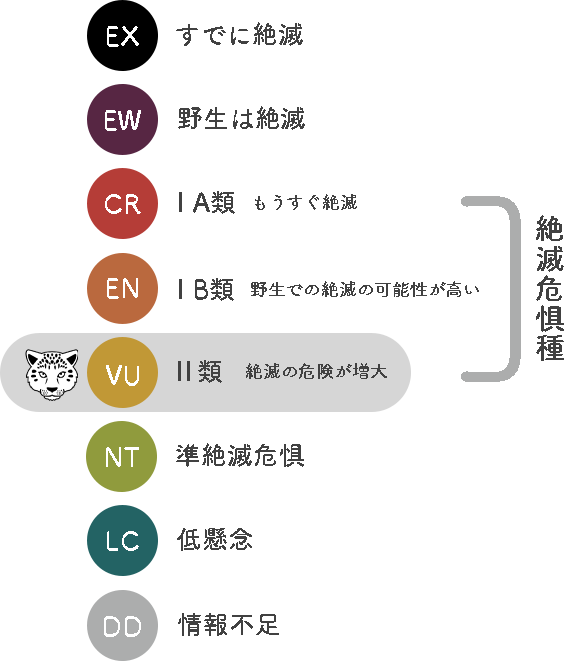 EX すでに絶滅
EW 野生は絶滅
CR I A類 もうすぐ絶滅
EN I B類 野生での絶滅の可能性が高い
VU II類 絶滅の危険が増大
絶滅危惧種
NT 準絶滅危惧
LC 低懸念
DD 情報不足